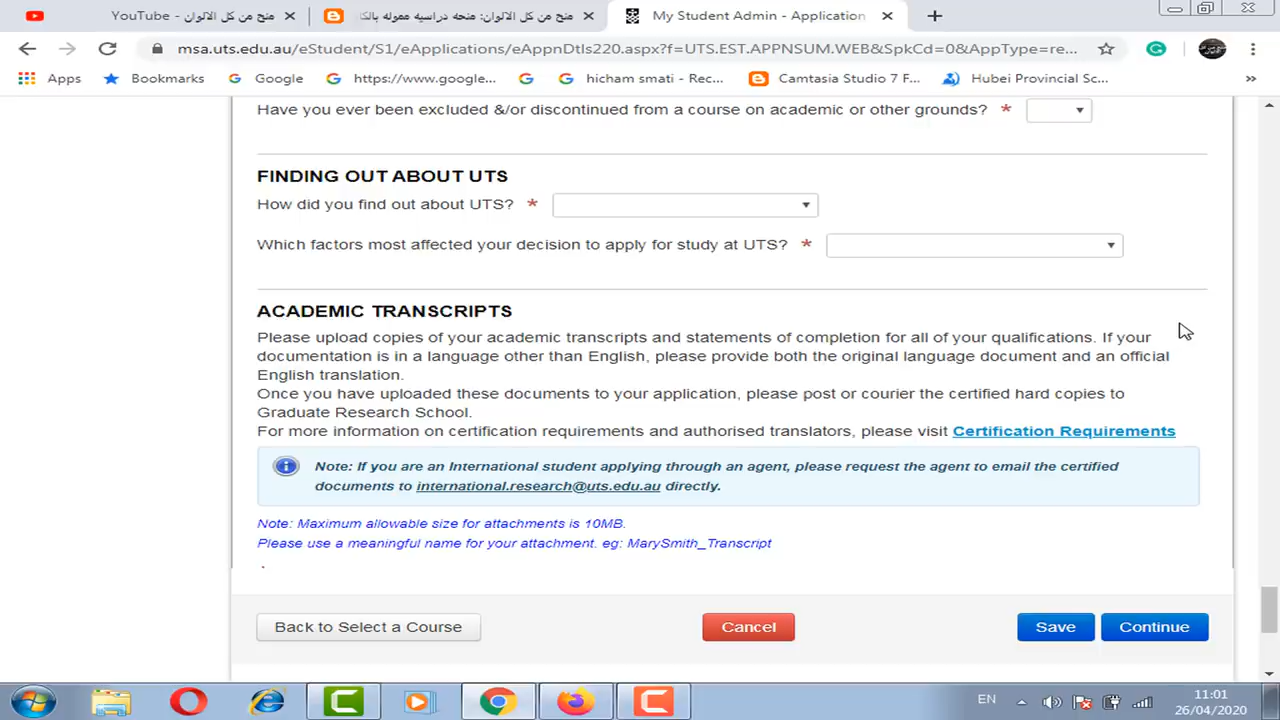 منح من كل الالوان - YouTube
منح من كل الالوان: منحه دراسيه مموله بالكا
My Student Admin - Application
msa.uts.edu.au/eStudent/S1/eApplications/eAppnDtls220.aspx?f=UTS.EST.APPNSUM.WEB&SpkCd=0&AppType=re...
Apps Bookmarks Google https://www.google... hicham smati - Rec... Camtasia Studio 7 F... Hubei Provincial Sc... »
Have you ever been excluded &/or discontinued from a course on academic or other grounds? *
FINDING OUT ABOUT UTS
How did you find out about UTS? *
Which factors most affected your decision to apply for study at UTS? *
ACADEMIC TRANSCRIPTS
Please upload copies of your academic transcripts and statements of completion for all of your qualifications. If your
documentation is in a language other than English, please provide both the original language document and an official
English translation.
Once you have uploaded these documents to your application, please post or courier the certified hard copies to
Graduate Research School.
For more information on certification requirements and authorised translators, please visit Certification Requirements
Note: If you are an International student applying through an agent, please request the agent to email the certified
documents to international.research@uts.edu.au directly.
Note: Maximum allowable size for attachments is 10MB.
Please use a meaningful name for your attachment. eg: MarySmith_Transcript
.
Back to Select a Course Cancel Save Continue
EN 11:01
26/04/2020